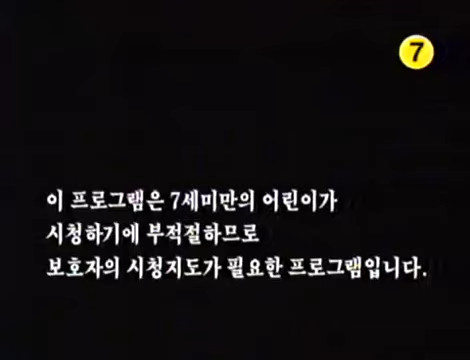 7
이 프로그램은 7세미만의 어린이가
시청하기에 부적절하므로
보호자의 시청지도가 필요한 프로그램입니다.